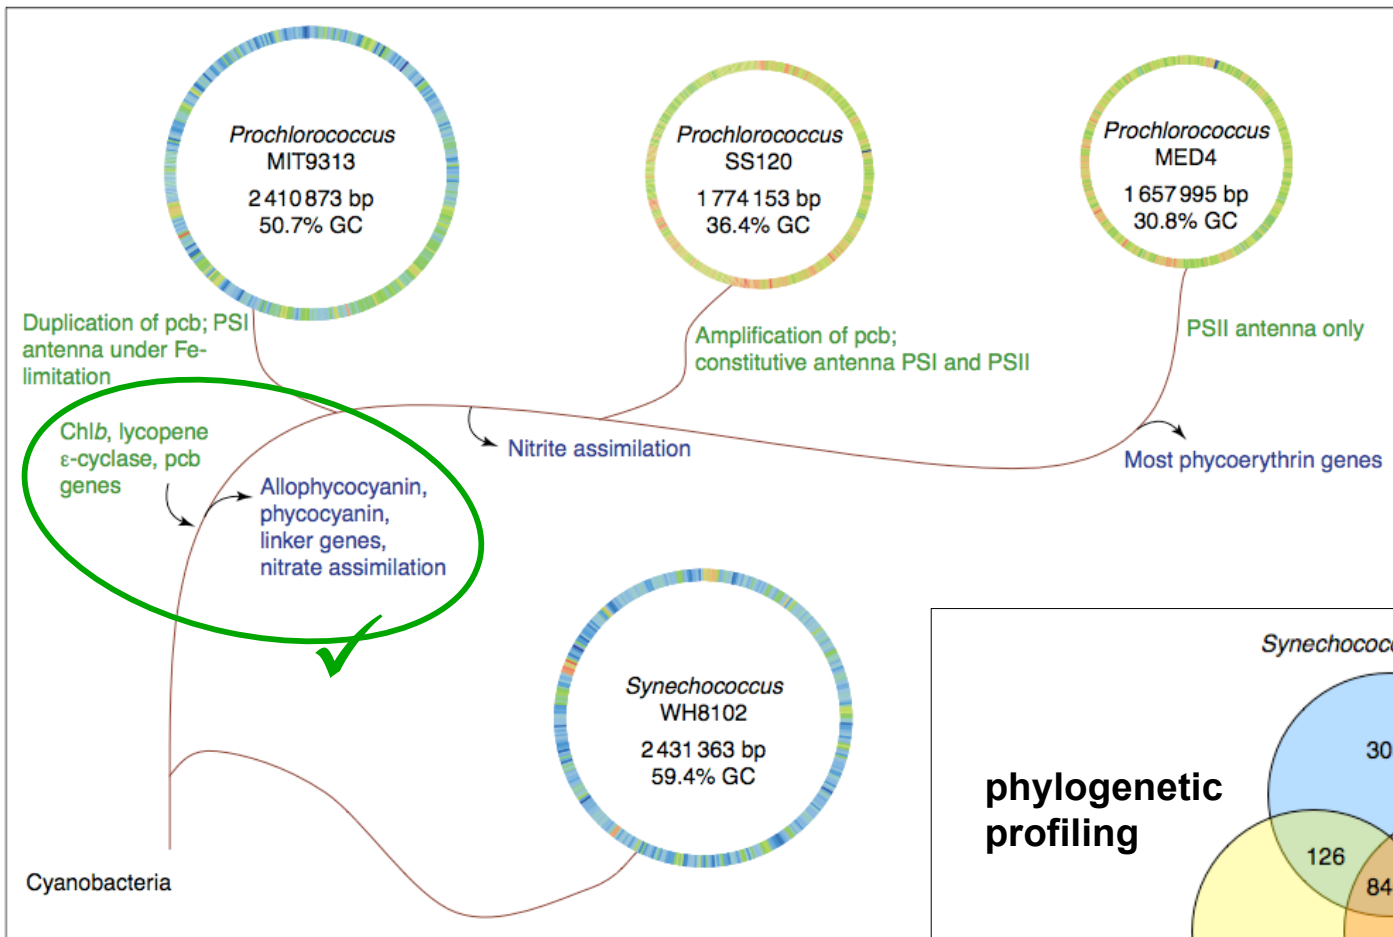 Prochlorococcus
MIT9313
2 410 873 bp
50.7% GC
Prochlorococcus
SS120
1 774 153 bp
36.4% GC
Prochlorococcus
MED4
1 657 995 bp
30.8% GC
Duplication of pcb; PSI
antenna under Fe-
limitation
Amplification of pcb;
constitutive antenna PSI and PSII
PSII antenna only
Chlb, lycopene
ε-cyclase, pcb
genes
Nitrite assimilation
Most phycoerythrin genes
Allophycocyanin,
phycocyanin,
linker genes,
nitrate assimilation
Synechococcus
WH8102
2 431 363 bp
59.4% GC
Cyanobacteria
phylogenetic
profiling
126